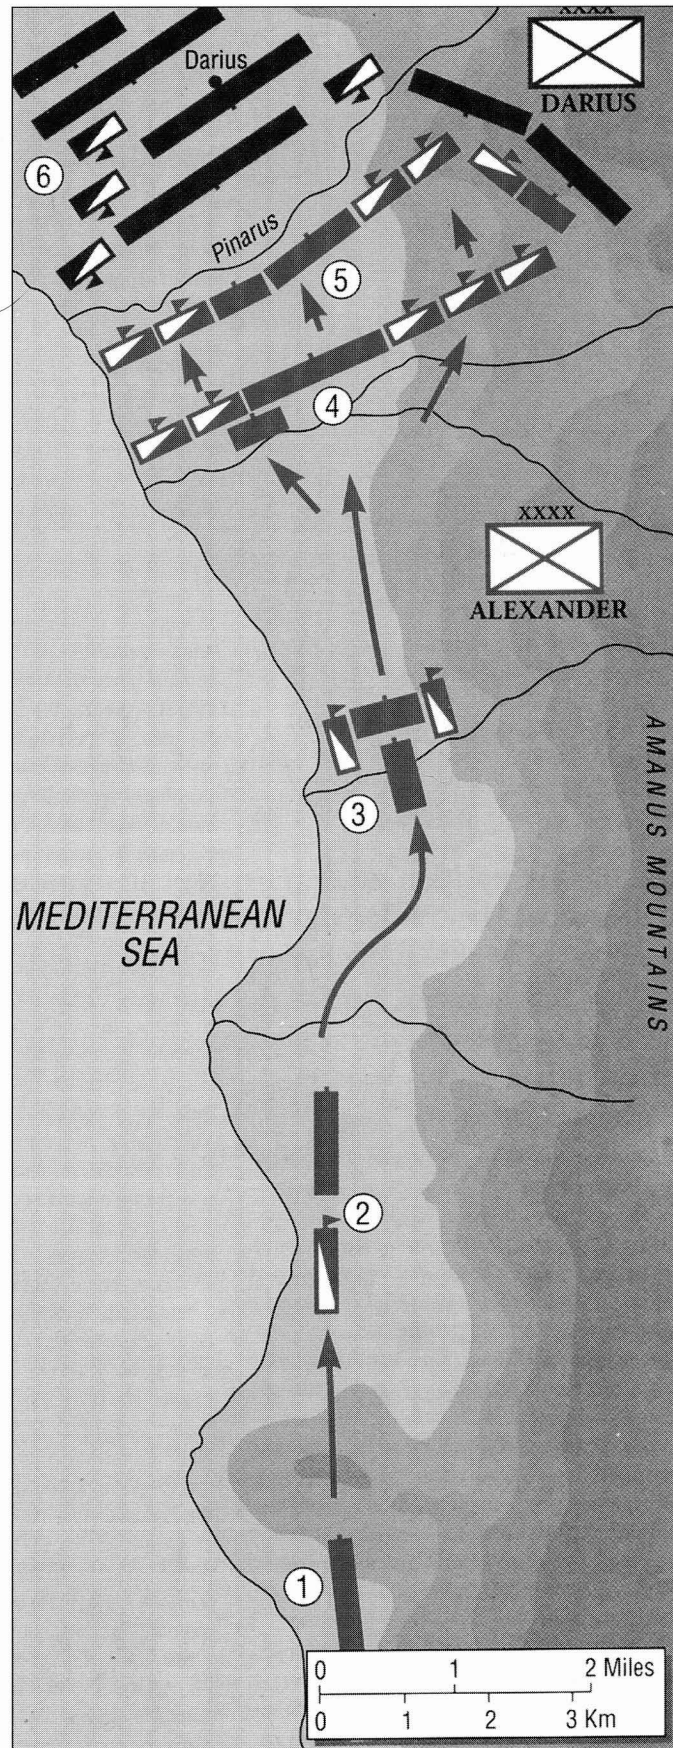 XXXX
DARIUS
Darius
6
Pinarus
5
4
XXXX
ALEXANDER
3
AMANUS MOUNTAINS
MEDITERRANEAN
SEA
2
1
0 1 2 Miles
0 1 2 3 Km